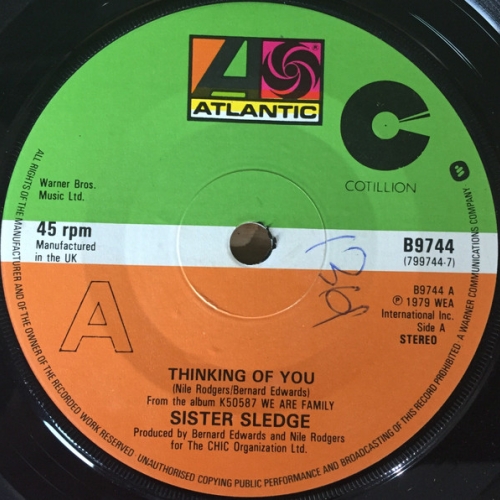 ATLANTIC
COTILLION
Warner Bros.
Music Ltd.
45 rpm
Manufactured
in the UK
B9744
(799744-7)
B9744 A
℗ 1979 WEA
International Inc.
Side A
STEREO
A
THINKING OF YOU
(Nile Rodgers/Bernard Edwards)
From the album K50587 WE ARE FAMILY
SISTER SLEDGE
Produced by Bernard Edwards and Nile Rodgers
for The CHIC Organization Ltd.
ALL RIGHTS OF THE MANUFACTURER AND OF THE OWNER OF THE RECORDED WORK RESERVED. UNAUTHORISED COPYING PUBLIC PERFORMANCE AND BROADCASTING OF THIS RECORD PROHIBITED. A WARNER COMMUNICATIONS COMPANY